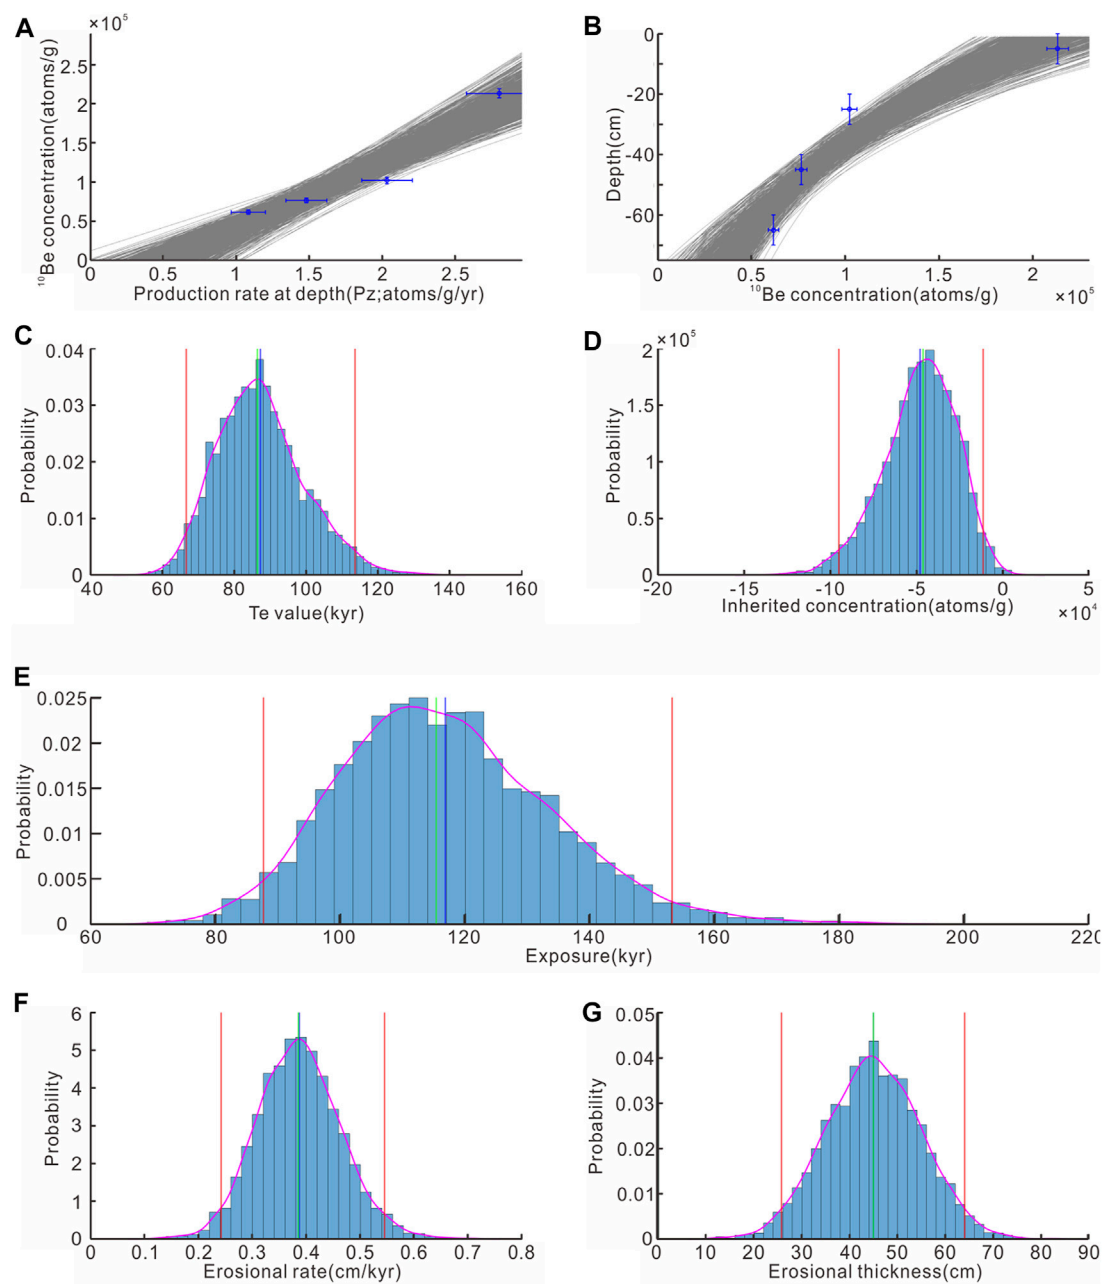 A
×10⁵
¹⁰Be concentration(atoms/g)
2.5
2
1.5
1
0.5
0
0 0.5 1 1.5 2 2.5
Production rate at depth(Pz;atoms/g/yr)
B
Depth(cm)
0
-20
-40
-60
0 0.5 1 1.5 2
¹⁰Be concentration(atoms/g)
×10⁵
C
Probability
0.04
0.03
0.02
0.01
0
40 60 80 100 120 140 160
Te value(kyr)
D
×10⁵
Probability
2
1.5
1
0.5
0
-20 -15 -10 -5 0 5
Inherited concentration(atoms/g)
×10⁴
E
Probability
0.025
0.02
0.015
0.01
0.005
0
60 80 100 120 140 160 180 200 220
Exposure(kyr)
F
Probability
6
5
4
3
2
1
0
0 0.1 0.2 0.3 0.4 0.5 0.6 0.7 0.8
Erosional rate(cm/kyr)
G
Probability
0.05
0.04
0.03
0.02
0.01
0
0 10 20 30 40 50 60 70 80 90
Erosional thickness(cm)